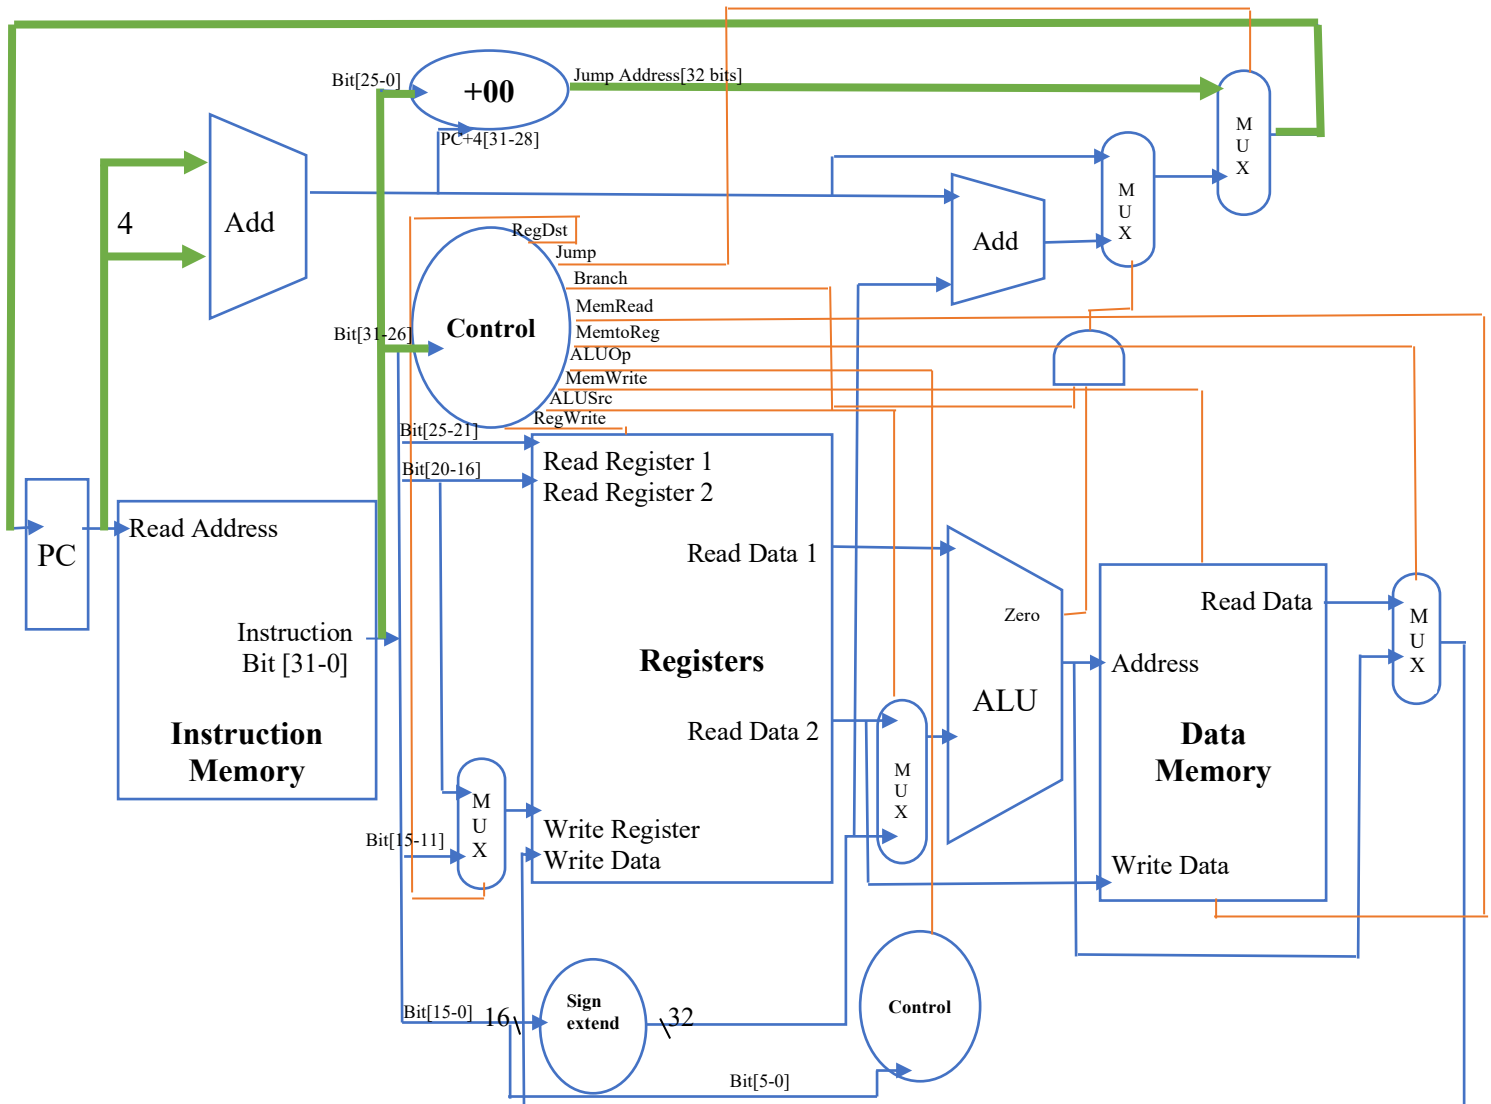 Bit[25-0]
+00
Jump Address[32 bits]
PC+4[31-28]
M
U
X
4
Add
M
U
X
Add
RegDst
Jump
Branch
MemRead
MemtoReg
ALUOp
MemWrite
ALUSrc
RegWrite
Control
Bit[31-26]
Bit[25-21]
Bit[20-16]
Read Register 1
Read Register 2
Read Address
PC
Read Data 1
Instruction
Bit [31-0]
Registers
Zero
ALU
Read Data
Address
M
U
X
Instruction
Memory
Read Data 2
Data
Memory
M
U
X
M
U
X
Bit[15-11]
Write Register
Write Data
Write Data
Bit[15-0]
16\
Sign
extend
\32
Control
Bit[5-0]